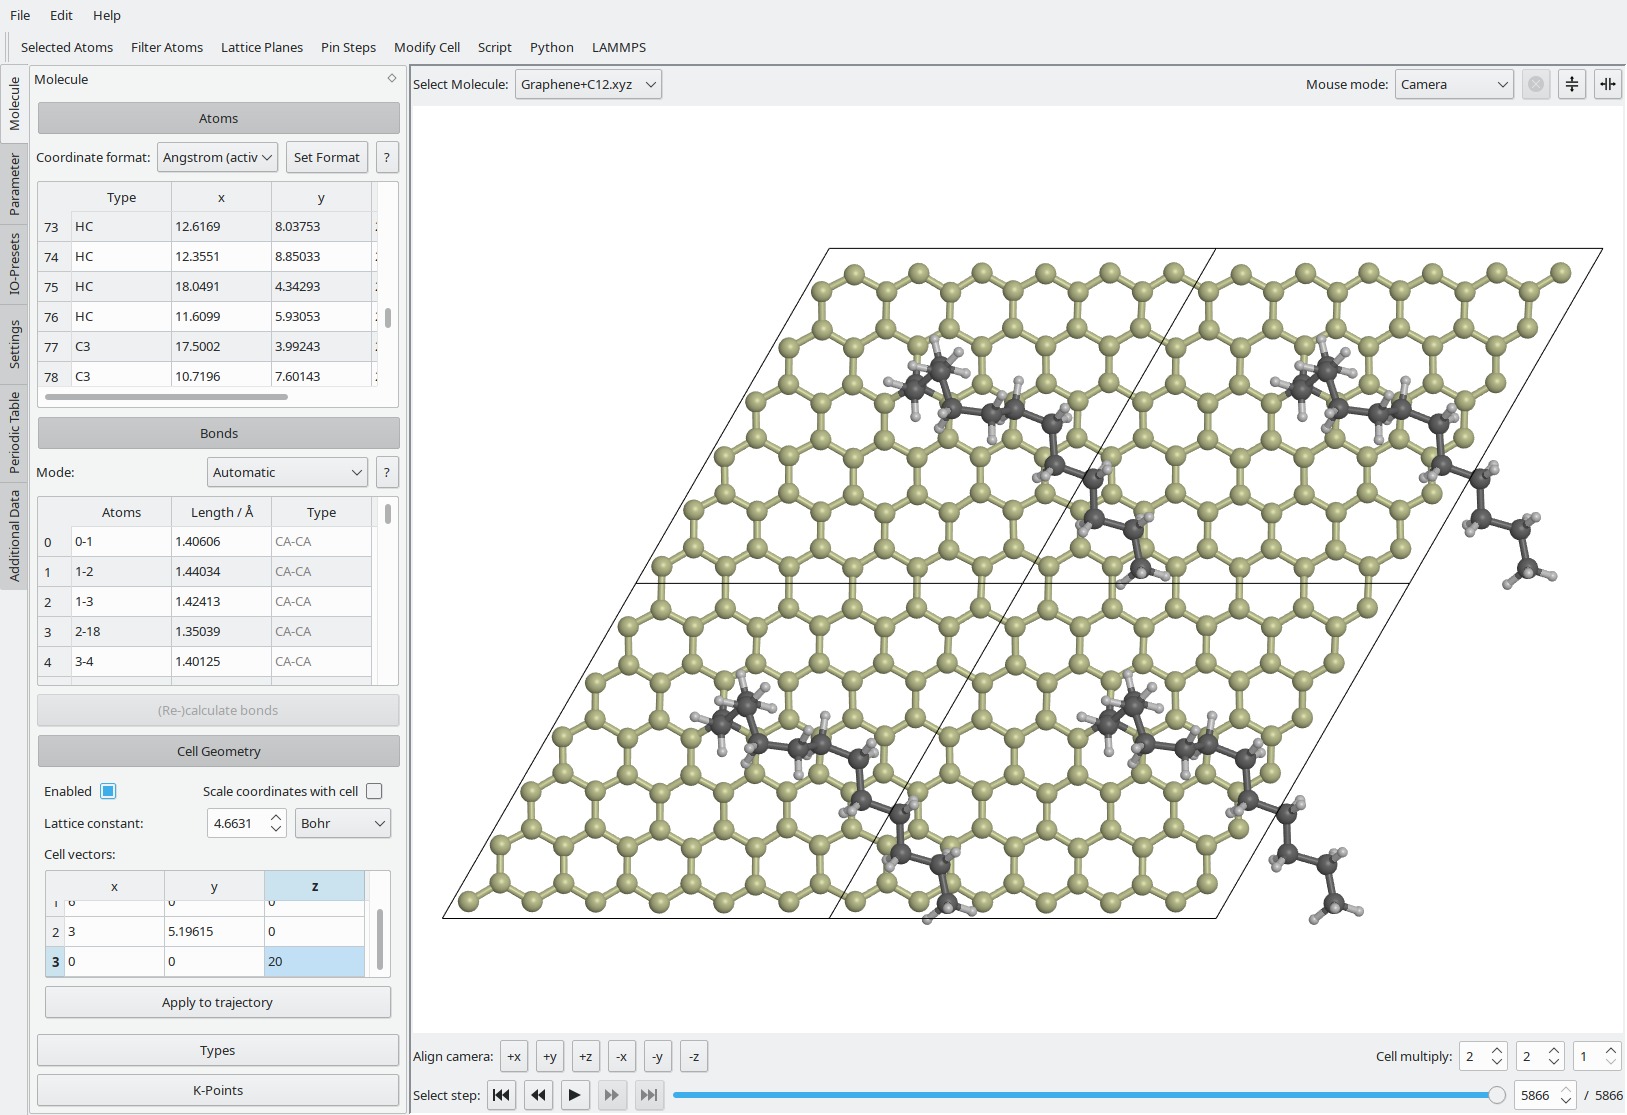 File Edit Help
Selected Atoms Filter Atoms Lattice Planes Pin Steps Modify Cell Script Python LAMMPS
Molecule
Parameter
IO-Presets
Settings
Periodic Table
Additional Data
Molecule
Atoms
Coordinate format: Angstrom (activ Set Format ?
Type x y
73 HC 12.6169 8.03753
74 HC 12.3551 8.85033
75 HC 18.0491 4.34293
76 HC 11.6099 5.93053
77 C3 17.5002 3.99243
78 C3 10.7196 7.60143
Bonds
Mode: Automatic ?
Atoms Length / Å Type
0 0-1 1.40606 CA-CA
1 1-2 1.44034 CA-CA
2 1-3 1.42413 CA-CA
3 2-18 1.35039 CA-CA
4 3-4 1.40125 CA-CA
(Re-)calculate bonds
Cell Geometry
Enabled Scale coordinates with cell
Lattice constant: 4.6631 Bohr
Cell vectors:
x y z
1 6 0 0
2 3 5.19615 0
3 0 0 20
Apply to trajectory
Types
K-Points
Select Molecule: Graphene+C12.xyz Mouse mode: Camera
Align camera: +x +y +z -x -y -z Cell multiply: 2 2 1
Select step: 5866 / 5866